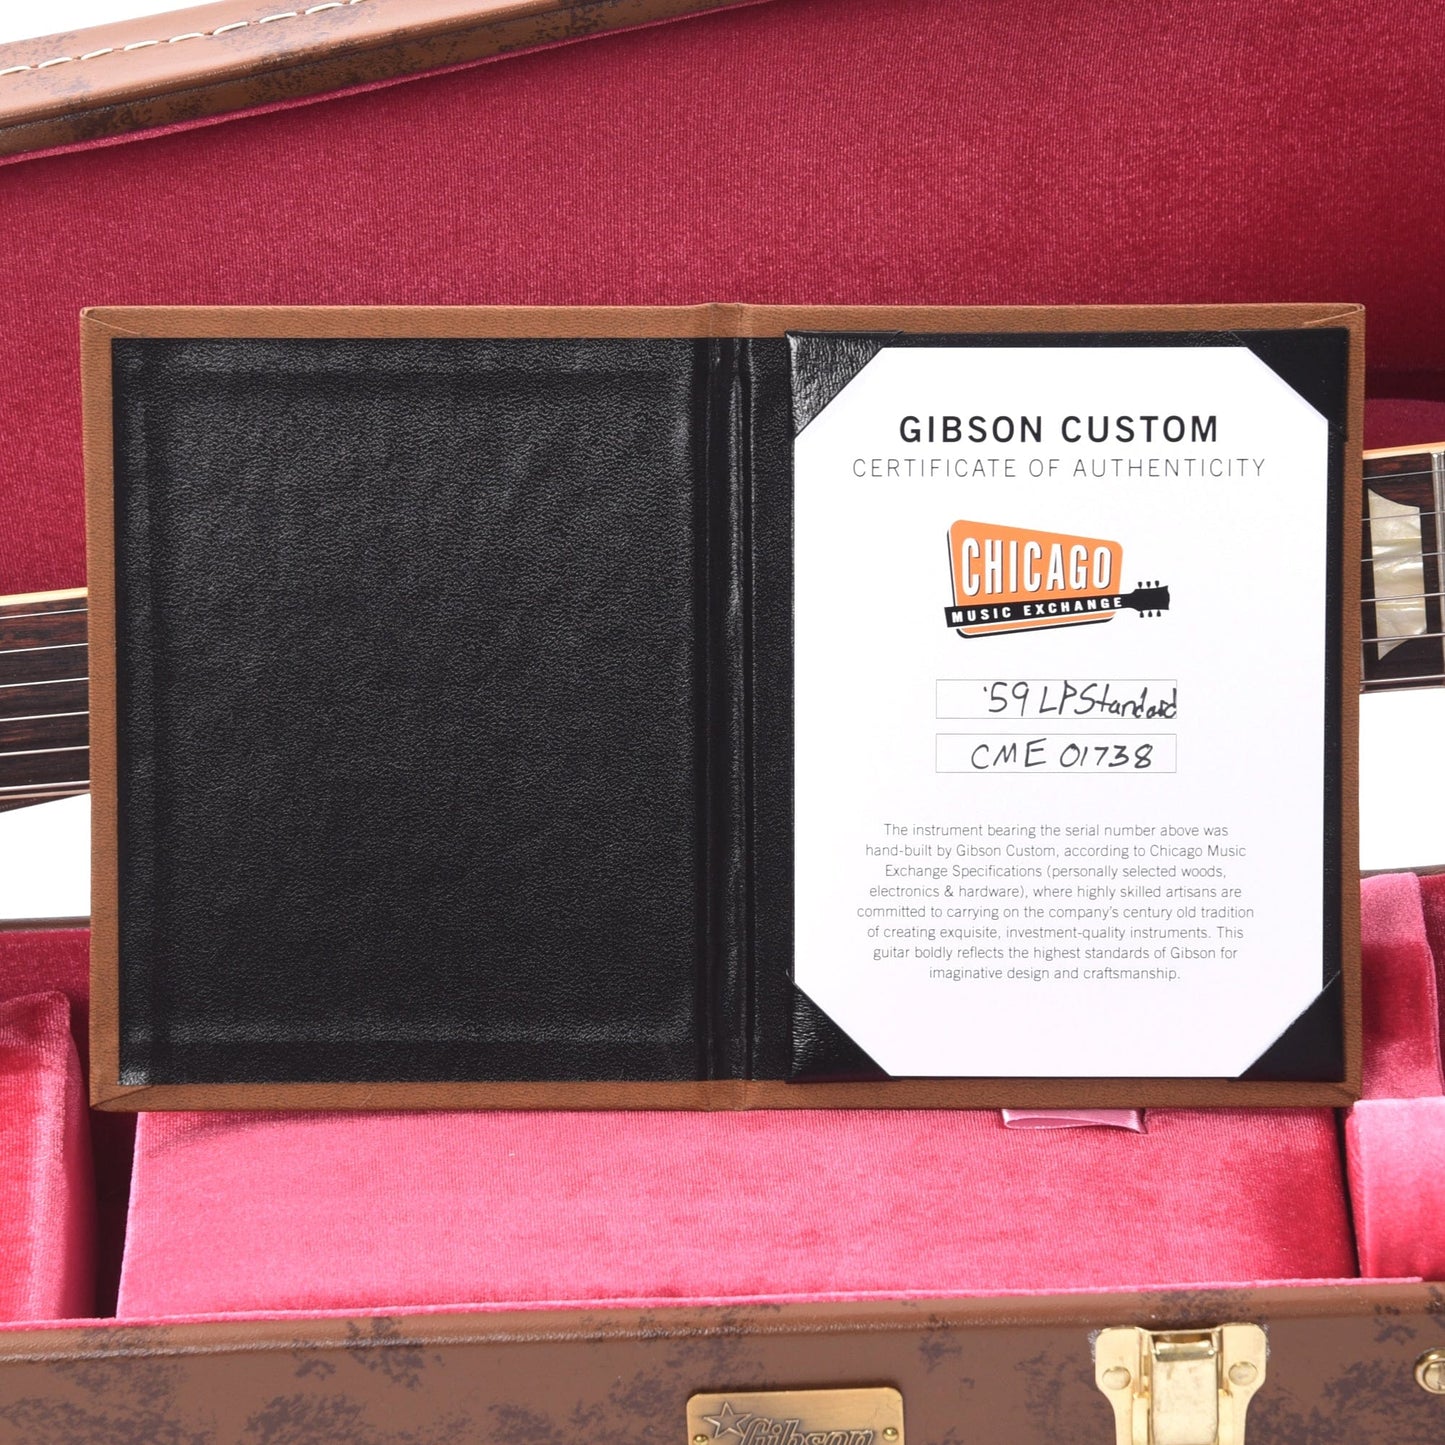 GIBSON CUSTOM
CERTIFICATE OF AUTHENTICITY
CHICAGO
MUSIC EXCHANGE
'59 LP Standard
CME 01738
The instrument bearing the serial number above was
hand-built by Gibson Custom, according to Chicago Music
Exchange Specifications (personally selected woods,
electronics & hardware), where highly skilled artisans are
committed to carrying on the company's century old tradition
of creating exquisite, investment-quality instruments. This
guitar boldly reflects the highest standards of Gibson for
imaginative design and craftsmanship.
Gibson